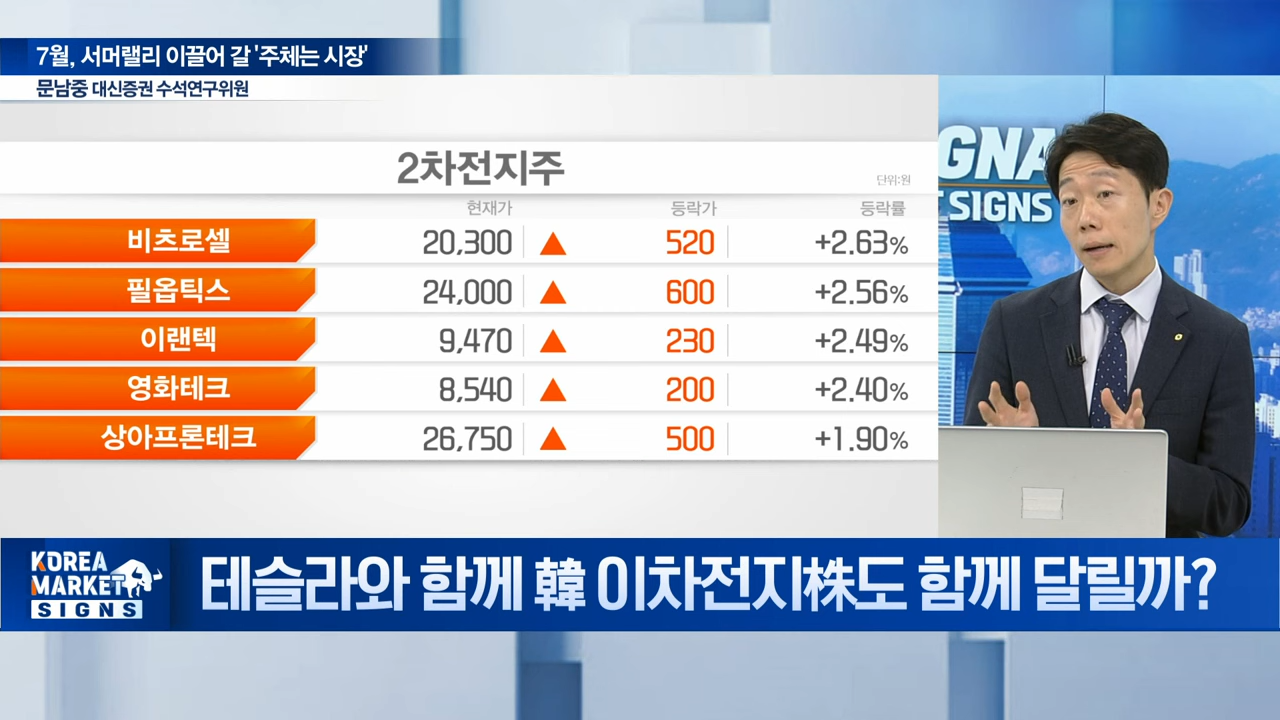 7월, 서머랠리 이끌어 갈 '주체는 시장'
문남중 대신증권 수석연구위원
2차전지주
단위:원
현재가 등락가 등락률
비츠로셀 20,300 ▲ 520 +2.63%
필옵틱스 24,000 ▲ 600 +2.56%
이랜텍 9,470 ▲ 230 +2.49%
영화테크 8,540 ▲ 200 +2.40%
상아프론테크 26,750 ▲ 500 +1.90%
GNA
SIGNS
KOREA
MARKET
SIGNS
테슬라와 함께 韓 이차전지株도 함께 달릴까?